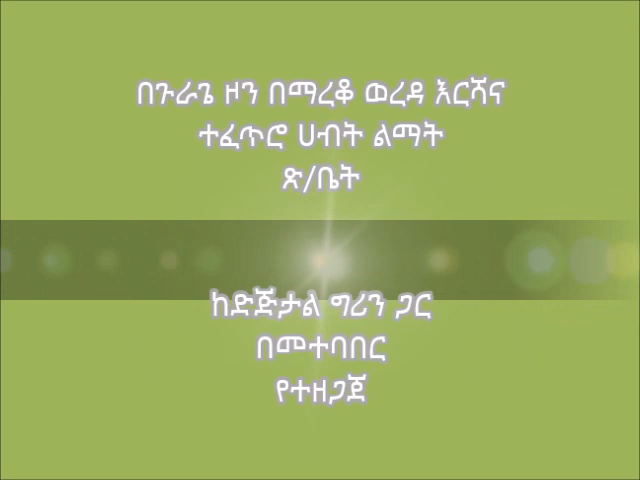 በጉራጌ ዞን በማረቆ ወረዳ እርሻና
ተፈጥሮ ሀብት ልማት
ጽ/ቤት
ከድጅታል ግሪን ጋር
በመተባበር
የተዘጋጀ